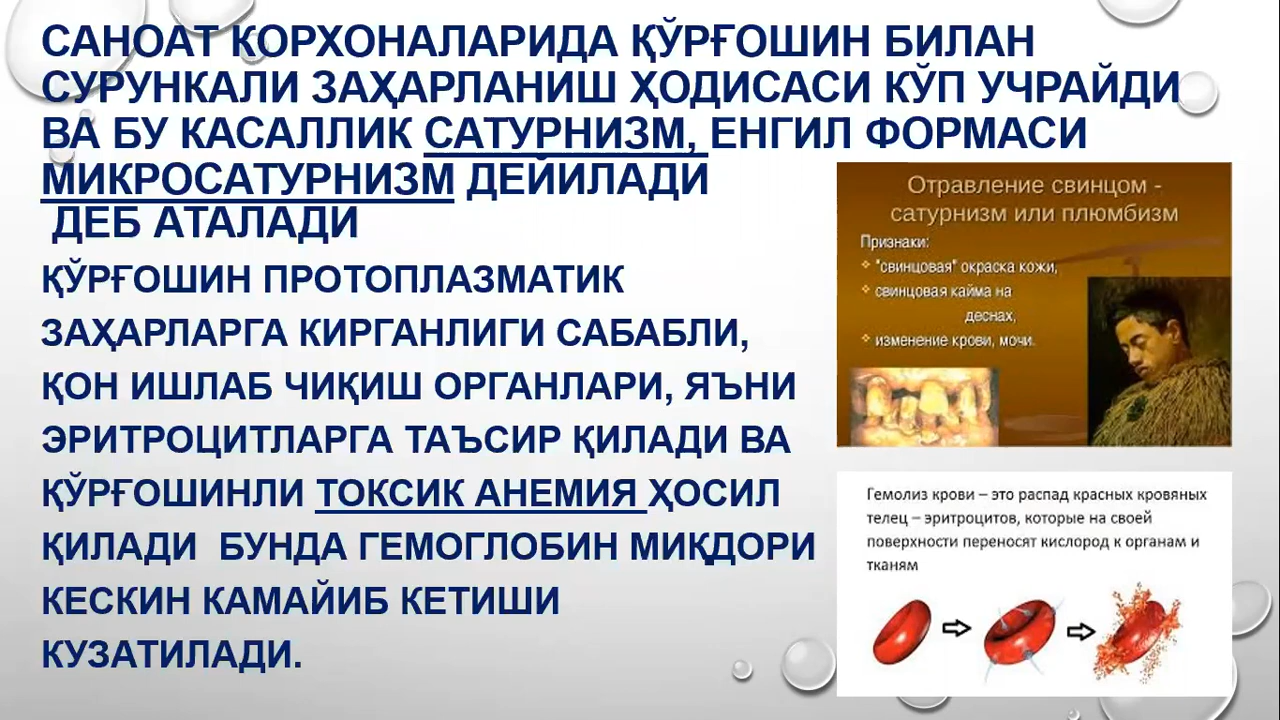 САНОАТ КОРХОНАЛАРИДА ҚЎРҒОШИН БИЛАН
СУРУНКАЛИ ЗАҲАРЛАНИШ ҲОДИСАСИ КЎП УЧРАЙДИ
ВА БУ КАСАЛЛИК САТУРНИЗМ, ЕНГИЛ ФОРМАСИ
МИКРОСАТУРНИЗМ ДЕЙИЛАДИ
ДЕБ АТАЛАДИ
ҚЎРҒОШИН ПРОТОПЛАЗМАТИК
ЗАҲАРЛАРГА КИРГАНЛИГИ САБАБЛИ,
ҚОН ИШЛАБ ЧИҚИШ ОРГАНЛАРИ, ЯЪНИ
ЭРИТРОЦИТЛАРГА ТАЪСИР ҚИЛАДИ ВА
ҚЎРҒОШИНЛИ ТОКСИК АНЕМИЯ ҲОСИЛ
ҚИЛАДИ БУНДА ГЕМОГЛОБИН МИҚДОРИ
КЕСКИН КАМАЙИБ КЕТИШИ
КУЗАТИЛАДИ.
Отравление свинцом -
сатурнизм или плюмбизм
Признаки:
"свинцовая" окраска кожи,
свинцовая кайма на
деснах,
изменение крови, мочи.
Гемолиз крови – это распад красных кровяных
телец – эритроцитов, которые на своей
поверхности переносят кислород к органам и
тканям